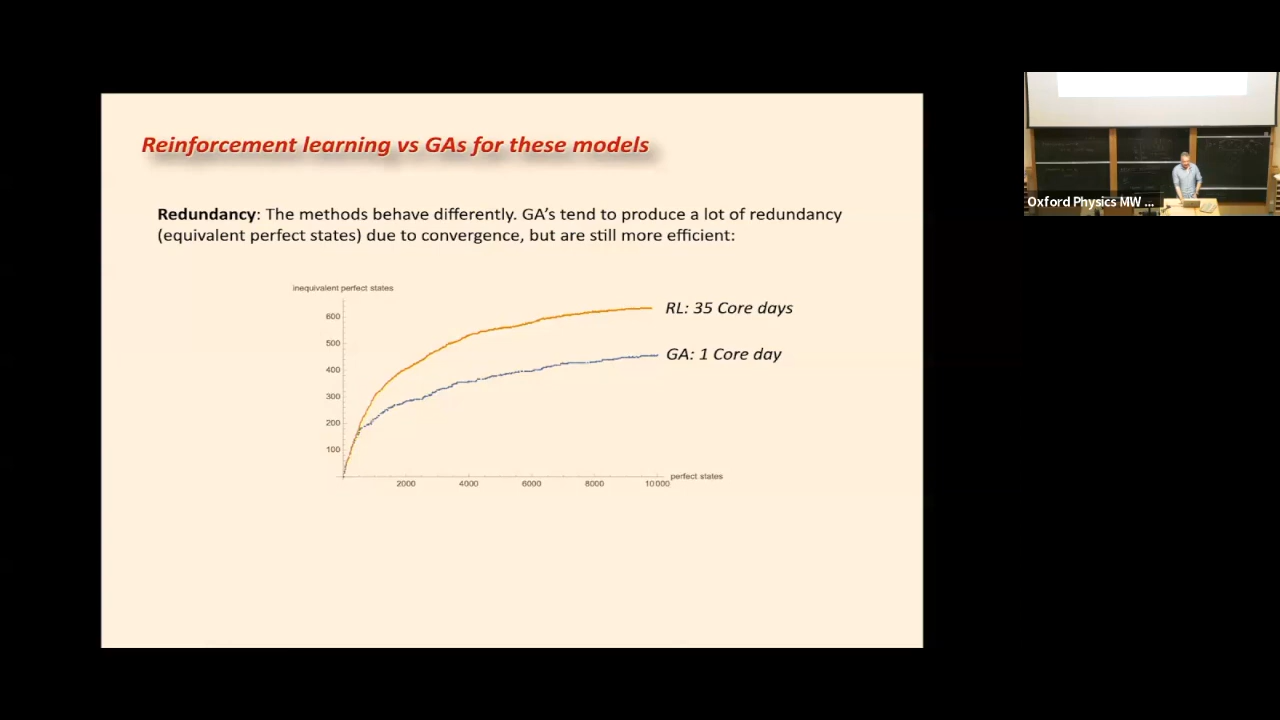 Reinforcement learning vs GAs for these models
Redundancy: The methods behave differently. GA's tend to produce a lot of redundancy
(equivalent perfect states) due to convergence, but are still more efficient:
inequivalent perfect states
600
500
400
300
200
100
2000
4000
6000
8000
10000
perfect states
RL: 35 Core days
GA: 1 Core day
Oxford Physics MW ...